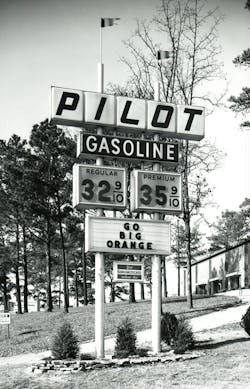 PILOT
GASOLINE
REGULAR PREMIUM
32 9/10 35 9/10
GO
BIG
ORANGE